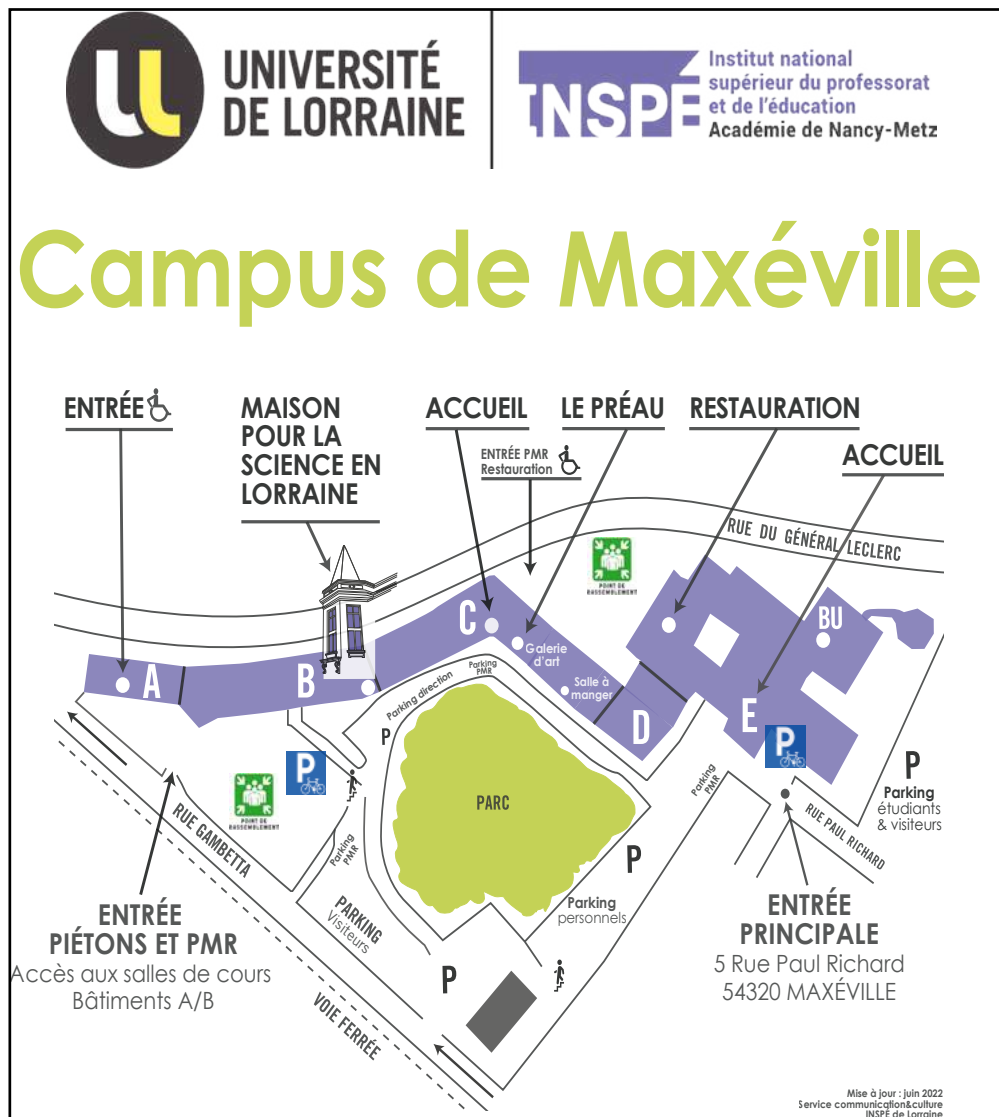 UNIVERSITÉ
DE LORRAINE
INSPÉ
Institut national
supérieur du professorat
et de l'éducation
Académie de Nancy-Metz
Campus de Maxéville
ENTRÉE
MAISON
POUR LA
SCIENCE EN
LORRAINE
ACCUEIL
ENTRÉE PMR
Restauration
LE PRÉAU
RESTAURATION
ACCUEIL
RUE DU GÉNÉRAL LECLERC
POINT DE
RASSEMBLEMENT
A
B
C
Galerie
d'art
Salle à
manger
D
E
BU
Parking PMR
Parking direction
P
P
PARC
P
Parking
personnels
Parking PMR
P
P
Parking
étudiants
& visiteurs
RUE PAUL RICHARD
POINT DE
RASSEMBLEMENT
RUE GAMBETTA
Parking PMR
PARKING
Visiteurs
P
VOIE FERRÉE
ENTRÉE
PIÉTONS ET PMR
Accès aux salles de cours
Bâtiments A/B
ENTRÉE
PRINCIPALE
5 Rue Paul Richard
54320 MAXÉVILLE
Mise à jour : juin 2022
Service communication&culture
INSPÉ de Lorraine